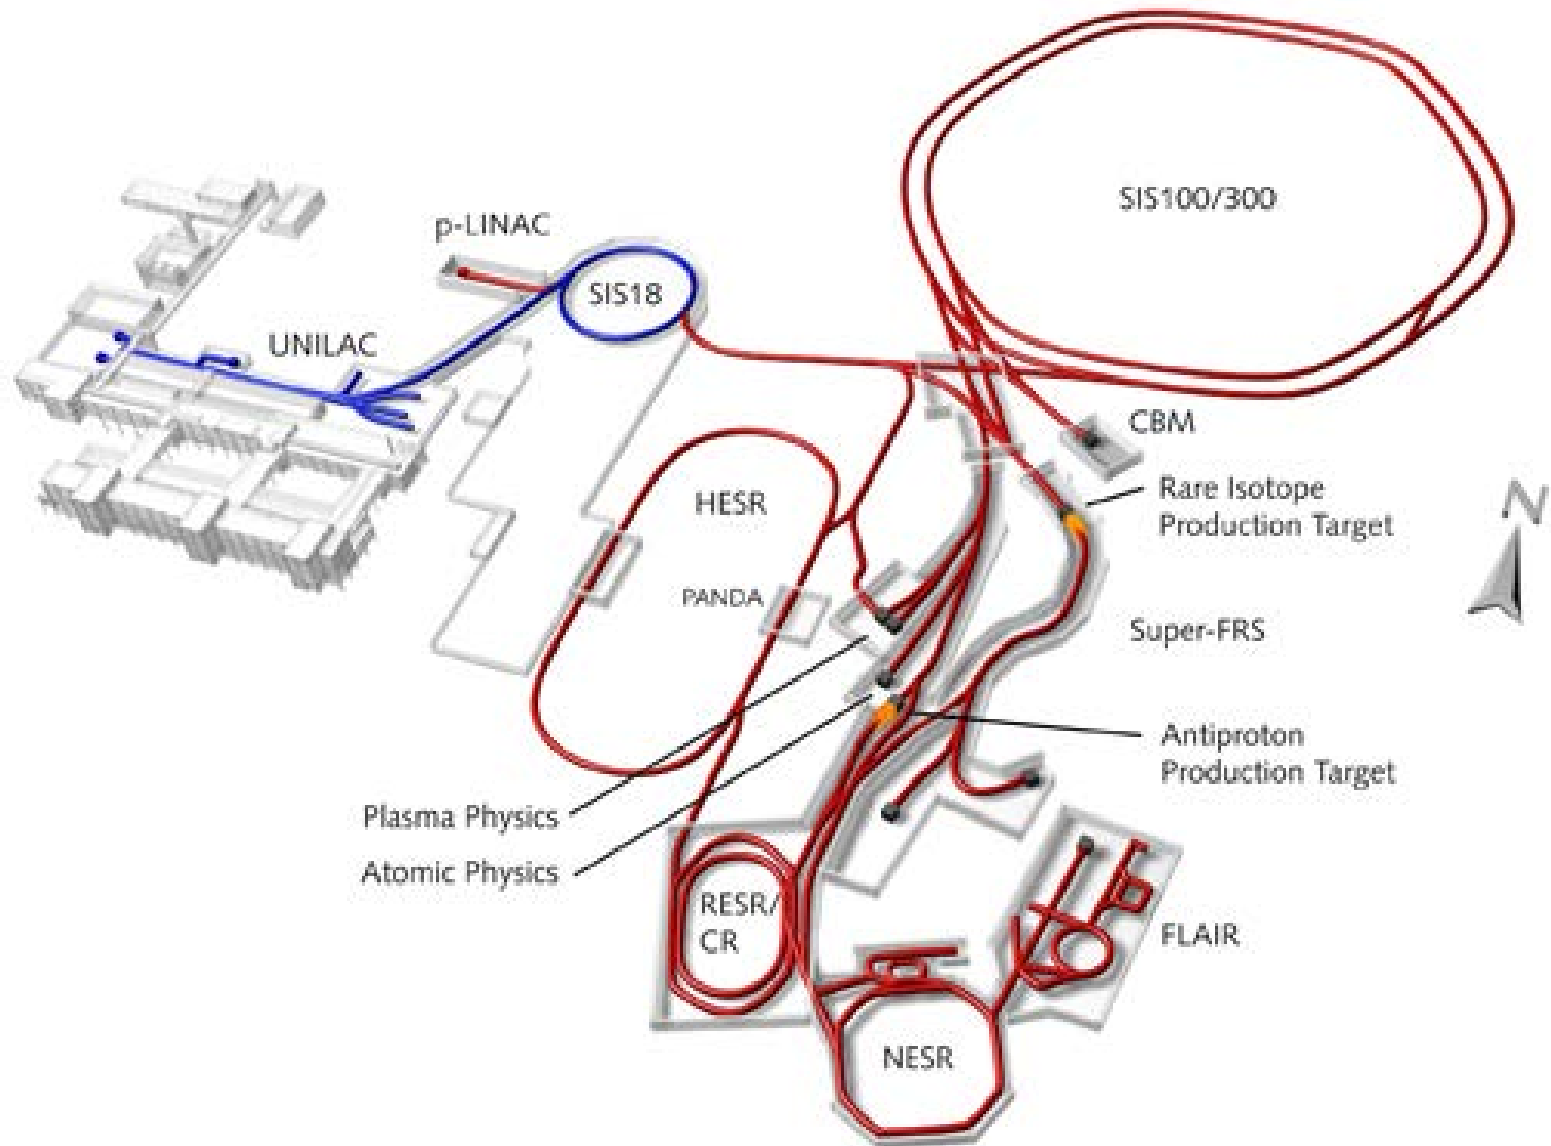 SIS100/300
p-LINAC
SIS18
UNILAC
CBM
Rare Isotope
Production Target
HESR
N
PANDA
Super-FRS
Antiproton
Production Target
Plasma Physics
Atomic Physics
RESR/
CR
FLAIR
NESR